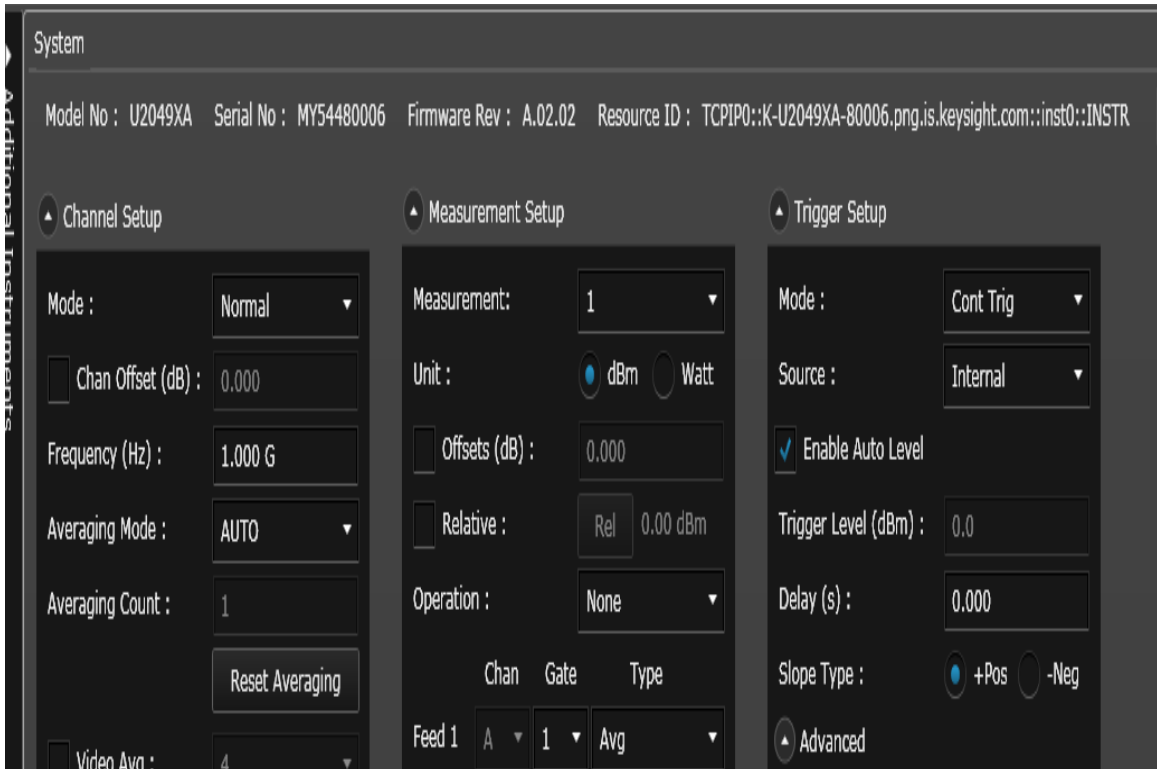 System
Additional Instruments
Model No : U2049XA Serial No : MY54480006 Firmware Rev : A.02.02 Resource ID : TCPIP0::K-U2049XA-80006.png.is.keysight.com::inst0::INSTR
Channel Setup
Mode : Normal
Chan Offset (dB) : 0.000
Frequency (Hz) : 1.000 G
Averaging Mode : AUTO
Averaging Count : 1
Reset Averaging
Video Avg : 4
Measurement Setup
Measurement: 1
Unit : dBm Watt
Offsets (dB) : 0.000
Relative : Rel 0.00 dBm
Operation : None
Chan Gate Type
Feed 1 A 1 Avg
Trigger Setup
Mode : Cont Trig
Source : Internal
Enable Auto Level
Trigger Level (dBm) : 0.0
Delay (s) : 0.000
Slope Type : +Pos -Neg
Advanced